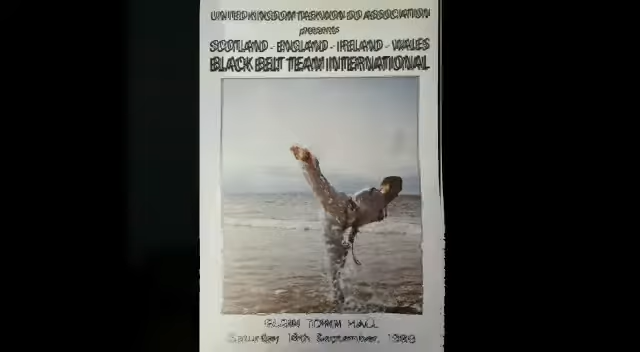 UNITED KINGDOM TAEKWON-DO ASSOCIATION
presents
SCOTLAND - ENGLAND - IRELAND - WALES
BLACK BELT TEAM INTERNATIONAL
ELGIN TOWN HALL
Saturday September,